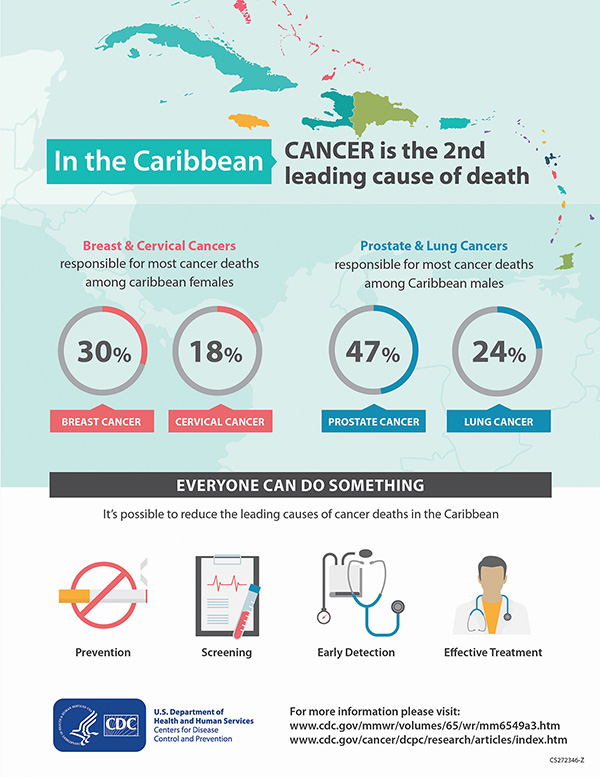 In the Caribbean
CANCER is the 2nd
leading cause of death
Breast & Cervical Cancers
responsible for most cancer deaths
among caribbean females
30%
18%
BREAST CANCER
CERVICAL CANCER
Prostate & Lung Cancers
responsible for most cancer deaths
among Caribbean males
47%
24%
PROSTATE CANCER
LUNG CANCER
EVERYONE CAN DO SOMETHING
It's possible to reduce the leading causes of cancer deaths in the Caribbean
Prevention
Screening
Early Detection
Effective Treatment
CDC
U.S. Department of
Health and Human Services
Centers for Disease
Control and Prevention
For more information please visit:
www.cdc.gov/mmwr/volumes/65/wr/mm6549a3.htm
www.cdc.gov/cancer/dcpc/research/articles/index.htm
CS272346-Z